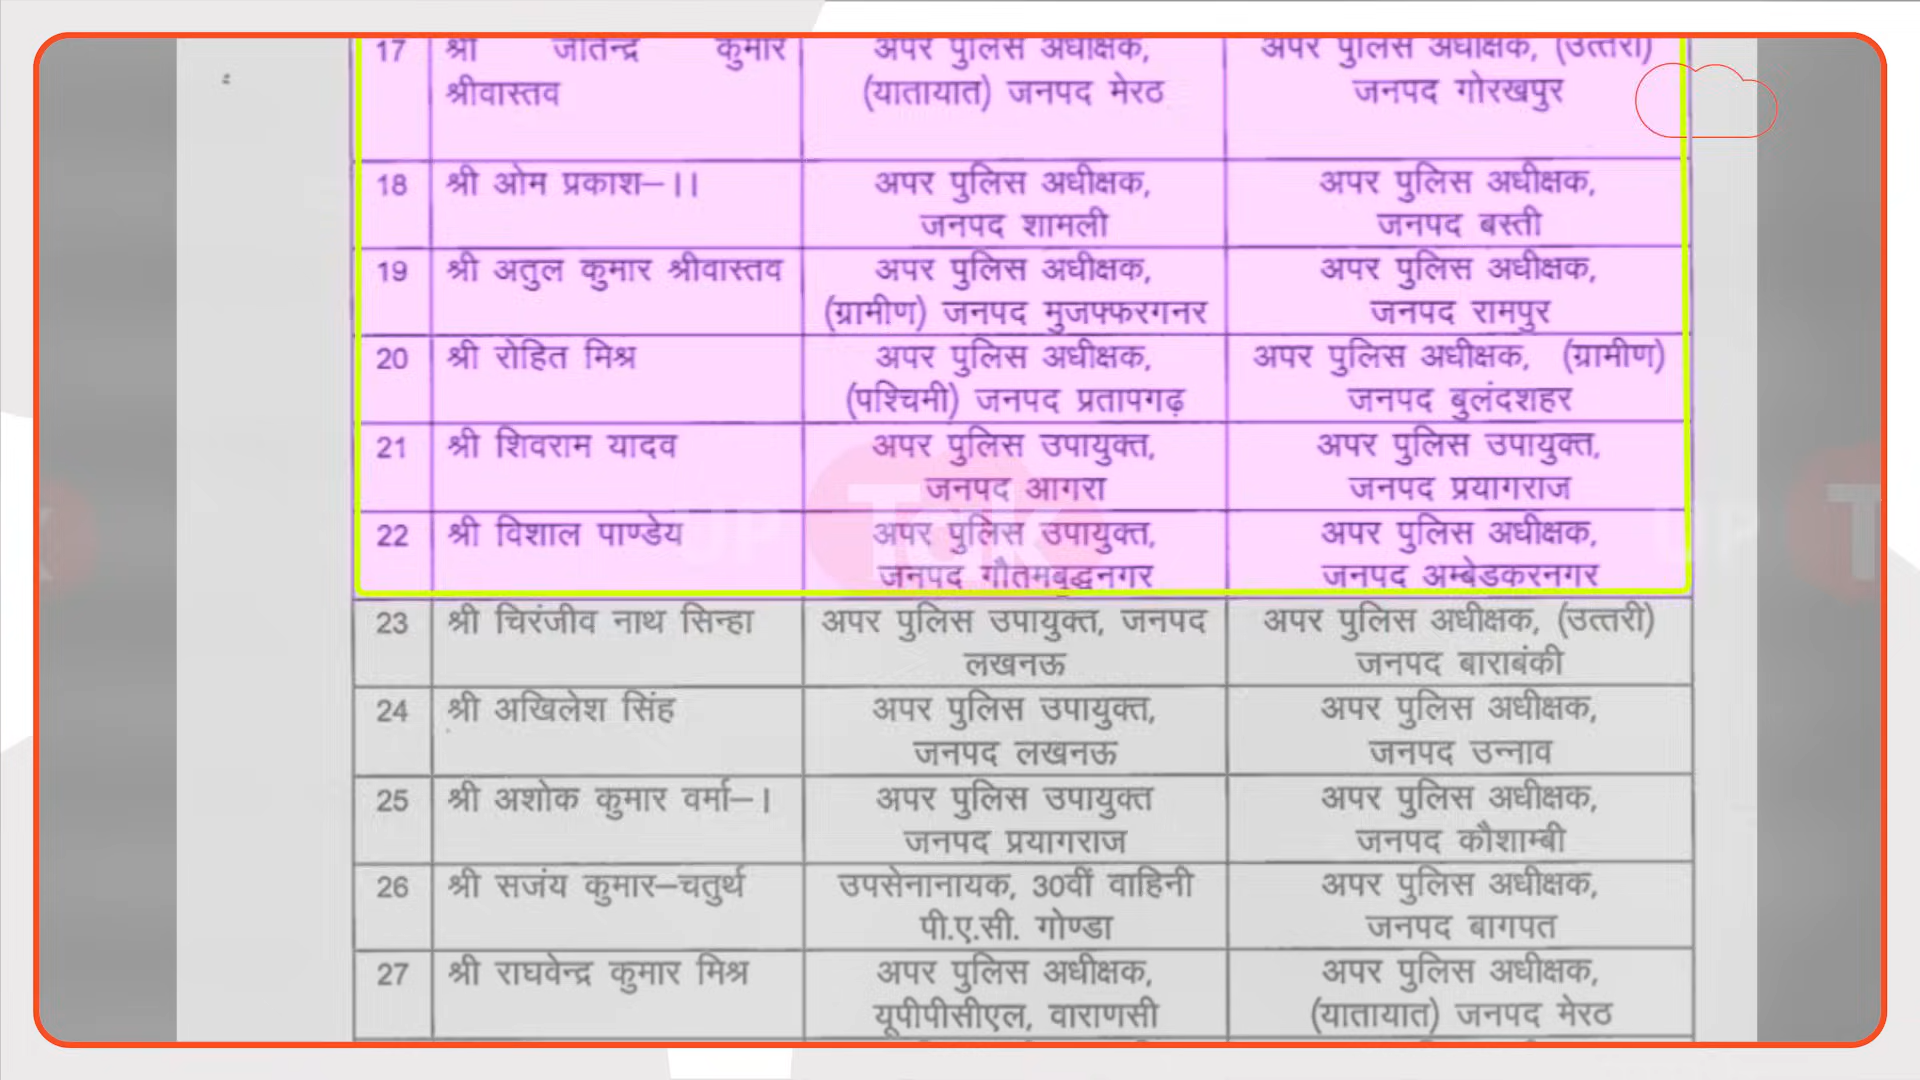 17 श्री जीतेन्द्र कुमार अपर पुलिस अधीक्षक, अपर पुलिस अधीक्षक, (उत्तरी)
श्रीवास्तव (यातायात) जनपद मेरठ जनपद गोरखपुर
18 श्री ओम प्रकाश–।। अपर पुलिस अधीक्षक, अपर पुलिस अधीक्षक,
जनपद शामली जनपद बस्ती
19 श्री अतुल कुमार श्रीवास्तव अपर पुलिस अधीक्षक, अपर पुलिस अधीक्षक,
(ग्रामीण) जनपद मुजफ्फरगनर जनपद रामपुर
20 श्री रोहित मिश्र अपर पुलिस अधीक्षक, अपर पुलिस अधीक्षक, (ग्रामीण)
(पश्चिमी) जनपद प्रतापगढ़ जनपद बुलंदशहर
21 श्री शिवराम यादव अपर पुलिस उपायुक्त, अपर पुलिस उपायुक्त,
जनपद आगरा जनपद प्रयागराज
22 श्री विशाल पाण्डेय अपर पुलिस उपायुक्त, अपर पुलिस अधीक्षक,
जनपद गौतमबुद्धनगर जनपद अम्बेडकरनगर
UP Tak
23 श्री चिरंजीव नाथ सिन्हा अपर पुलिस उपायुक्त, जनपद अपर पुलिस अधीक्षक, (उत्तरी)
लखनऊ जनपद बाराबंकी
24 श्री अखिलेश सिंह अपर पुलिस उपायुक्त, अपर पुलिस अधीक्षक,
जनपद लखनऊ जनपद उन्नाव
25 श्री अशोक कुमार वर्मा–। अपर पुलिस उपायुक्त अपर पुलिस अधीक्षक,
जनपद प्रयागराज जनपद कौशाम्बी
26 श्री सजंय कुमार–चतुर्थ उपसेनानायक, 30वीं वाहिनी अपर पुलिस अधीक्षक,
पी.ए.सी. गोण्डा जनपद बागपत
27 श्री राघवेन्द्र कुमार मिश्र अपर पुलिस अधीक्षक, अपर पुलिस अधीक्षक,
यूपीपीसीएल, वाराणसी (यातायात) जनपद मेरठ